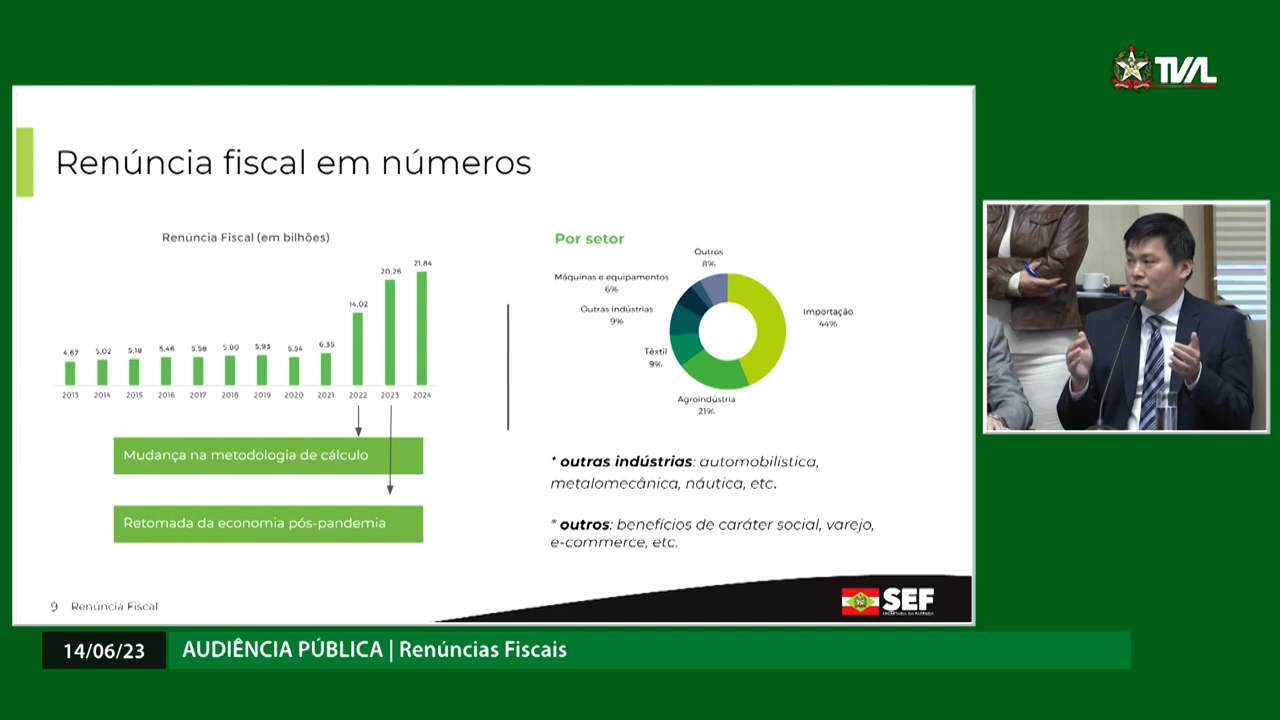 TVAL
Renúncia fiscal em números
Renúncia Fiscal (em bilhões)
4,67
5,02
5,18
5,46
5,58
5,80
5,93
5,54
6,35
14,02
20,26
21,84
2013
2014
2015
2016
2017
2018
2019
2020
2021
2022
2023
2024
Mudança na metodologia de cálculo
Retomada da economia pós-pandemia
Por setor
Outros
8%
Máquinas e equipamentos
6%
Outras indústrias
9%
Têxtil
9%
Agroindústria
21%
Importação
44%
* outras indústrias: automobilística,
metalomecânica, náutica, etc.
* outros: benefícios de caráter social, varejo,
e-commerce, etc.
9 Renúncia Fiscal
SEF
14/06/23
AUDIÊNCIA PÚBLICA | Renúncias Fiscais